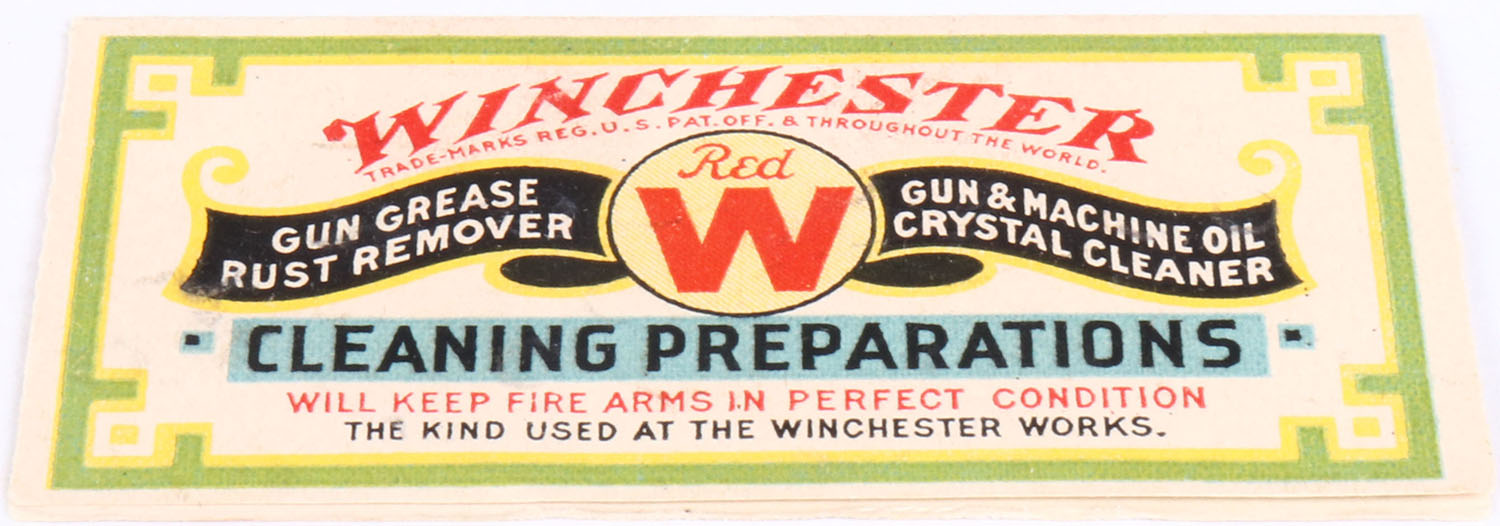 WINCHESTER
TRADE-MARKS REG. U. S. PAT. OFF. & THROUGHOUT THE WORLD.
Red
W
GUN GREASE
RUST REMOVER
GUN & MACHINE OIL
CRYSTAL CLEANER
CLEANING PREPARATIONS
WILL KEEP FIRE ARMS IN PERFECT CONDITION
THE KIND USED AT THE WINCHESTER WORKS.